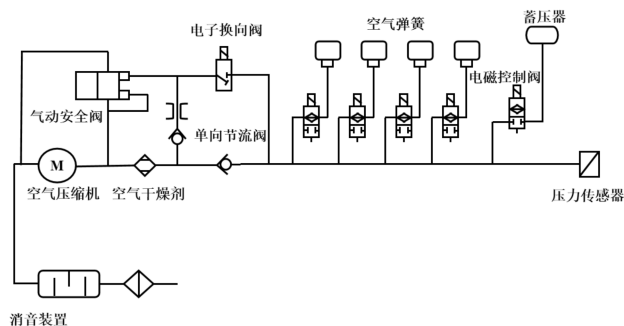 蓄压器
空气弹簧
电子换向阀
电磁控制阀
气动安全阀
单向节流阀
M
空气压缩机
空气干燥剂
压力传感器
消音装置